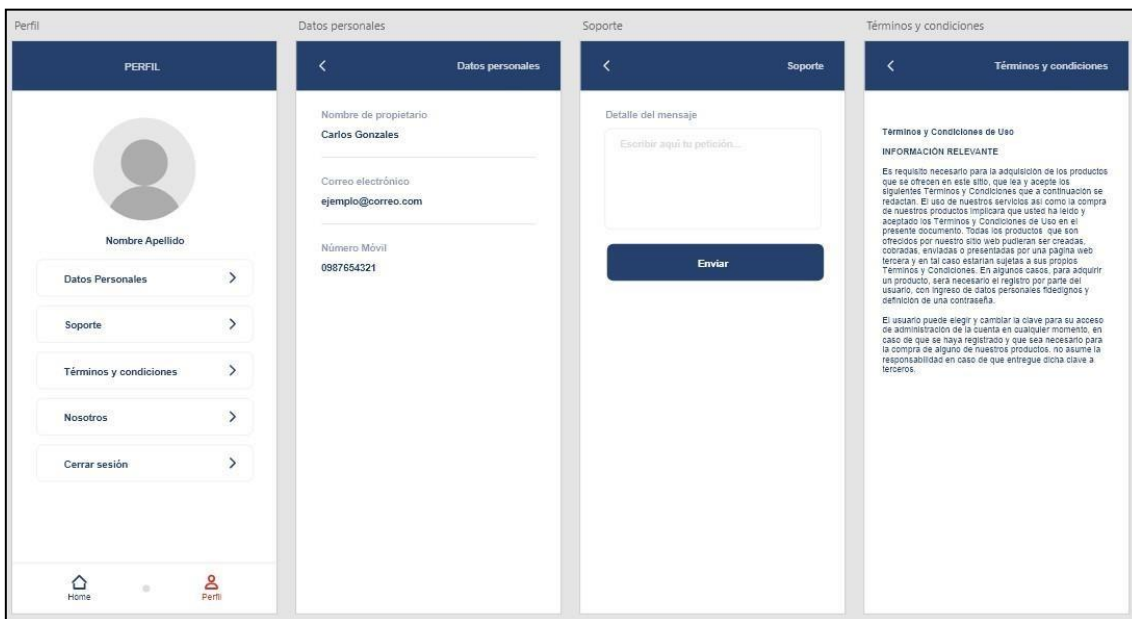 Perfil
PERFIL
Nombre Apellido
Datos Personales
Soporte
Términos y condiciones
Nosotros
Cerrar sesión
Home
Perfil
Datos personales
Datos personales
Nombre de propietario
Carlos Gonzales
Correo electrónico
ejemplo@correo.com
Número Móvil
0987654321
Soporte
Soporte
Detalle del mensaje
Escribir aquí tu petición...
Enviar
Términos y condiciones
Términos y condiciones
Términos y Condiciones de Uso
INFORMACIÓN RELEVANTE
Es requisito necesario para la adquisición de los productos
que se ofrecen en este sitio, que lea y acepte los
siguientes Términos y Condiciones que a continuación se
redactan. El uso de nuestros servicios así como la compra
de nuestros productos implicará que usted ha leído y
aceptado los Términos y Condiciones de Uso en el
presente documento. Todas los productos que son
ofrecidos por nuestro sitio web pudieran ser creadas,
cobradas, enviadas o presentadas por una página web
tercera y en tal caso estarían sujetas a sus propios
Términos y Condiciones. En algunos casos, para adquirir
un producto, será necesario el registro por parte del
usuario, con ingreso de datos personales fidedignos y
definición de una contraseña.
El usuario puede elegir y cambiar la clave para su acceso
de administración de la cuenta en cualquier momento, en
caso de que se haya registrado y que sea necesario para
la compra de alguno de nuestros productos. no asume la
responsabilidad en caso de que entregue dicha clave a
terceros.